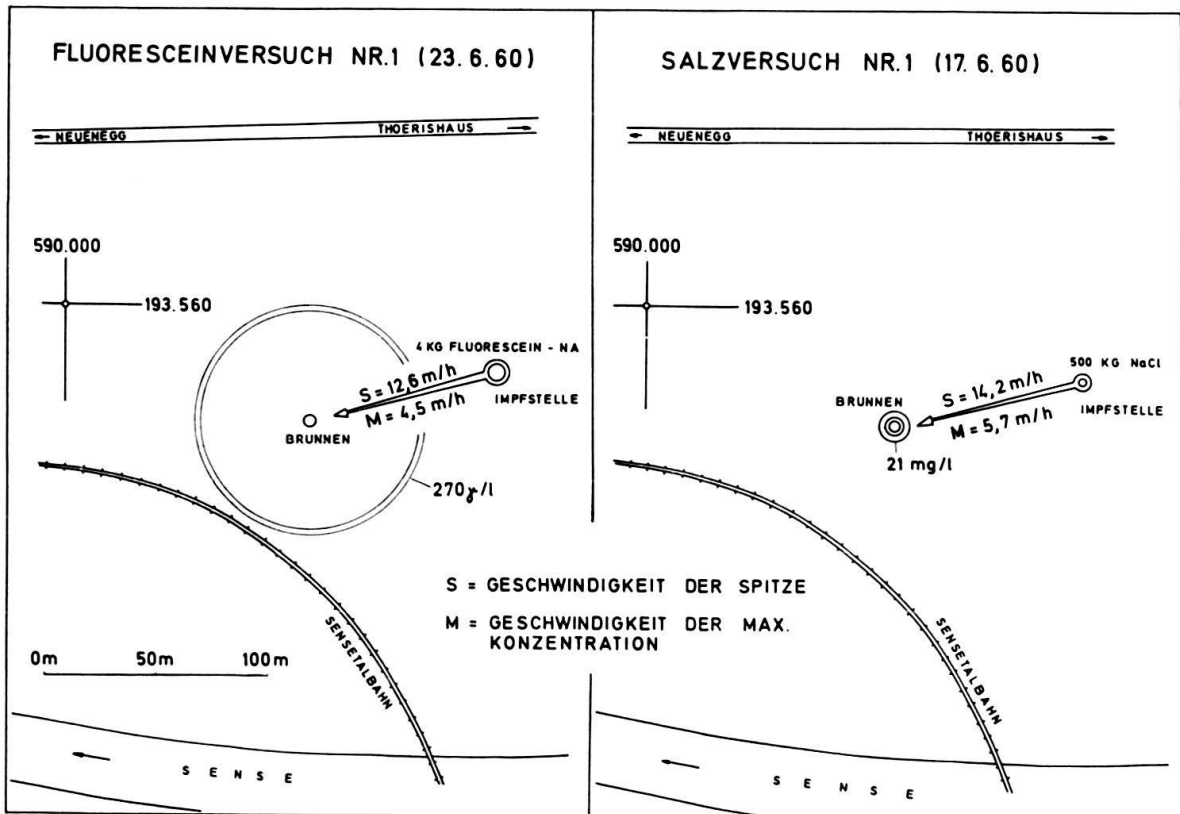 FLUORESCEINVERSUCH NR.1 (23.6.60)
NEUENEGG
THOERISHAUS
590.000
193.560
4 KG FLUORESCEIN - NA
S = 12,6 m/h
M = 4,5 m/h
IMPFSTELLE
BRUNNEN
270 γ/l
SENSETALBAHN
0m 50m 100m
SENSE
S = GESCHWINDIGKEIT DER SPITZE
M = GESCHWINDIGKEIT DER MAX.
KONZENTRATION
SALZVERSUCH NR.1 (17.6.60)
NEUENEGG
THOERISHAUS
590.000
193.560
500 KG NaCl
S = 14,2 m/h
M = 5,7 m/h
IMPFSTELLE
BRUNNEN
21 mg/l
SENSETALBAHN
SENSE